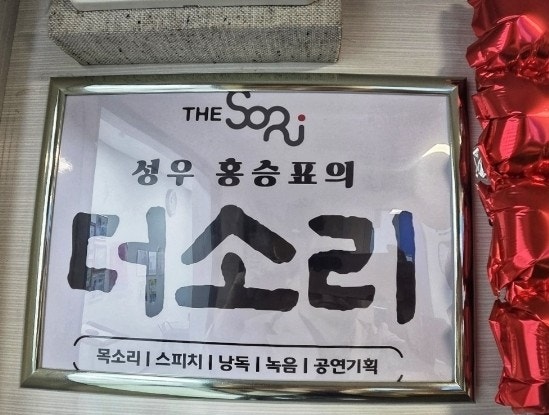 THE SORi
성우 홍승표의
더소리
목소리 | 스피치 | 낭독 | 녹음 | 공연기획